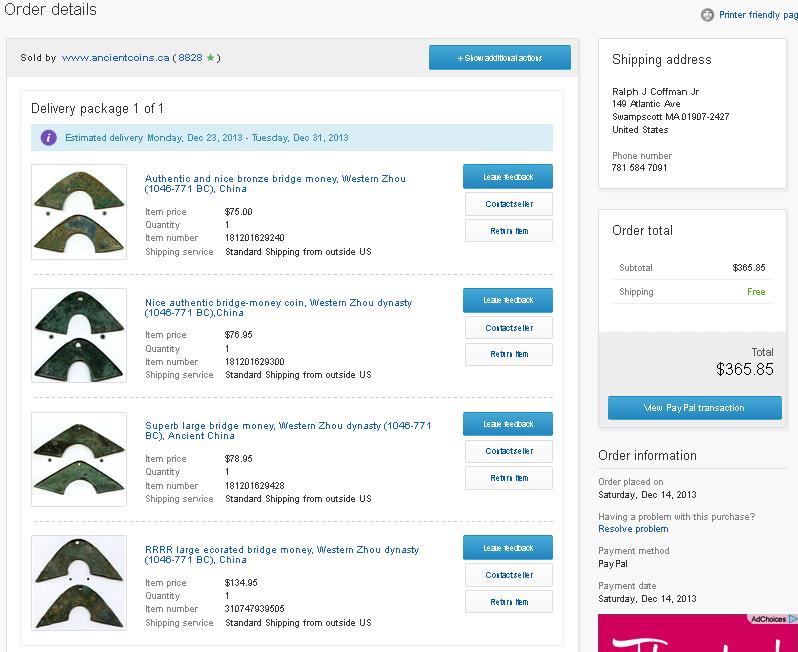 Order details
Printer friendly pag
Sold by www.ancientcoins.ca ( 8828 ★ )
+ Show additional actions
Delivery package 1 of 1
i Estimated delivery Monday, Dec 23, 2013 - Tuesday, Dec 31, 2013
Authentic and nice bronze bridge money, Western Zhou
(1046-771 BC), China
Item price $75.00
Quantity 1
Item number 181201629240
Shipping service Standard Shipping from outside US
Leave feedback
Contact seller
Return item
Nice authentic bridge-money coin, Western Zhou dynasty
(1046-771 BC),China
Item price $76.95
Quantity 1
Item number 181201629300
Shipping service Standard Shipping from outside US
Leave feedback
Contact seller
Return item
Superb large bridge money, Western Zhou dynasty (1046-771
BC), Ancient China
Item price $78.95
Quantity 1
Item number 181201629428
Shipping service Standard Shipping from outside US
Leave feedback
Contact seller
Return item
RRRR large ecorated bridge money, Western Zhou dynasty
(1046-771 BC), China
Item price $134.95
Quantity 1
Item number 310747939505
Shipping service Standard Shipping from outside US
Leave feedback
Contact seller
Return item
Shipping address
Ralph J Coffman Jr
149 Atlantic Ave
Swampscott MA 01907-2427
United States
Phone number
781 584 7091
Order total
Subtotal $365.85
Shipping Free
Total
$365.85
View PayPal transaction
Order information
Order placed on
Saturday, Dec 14, 2013
Having a problem with this purchase?
Resolve problem
Payment method
PayPal
Payment date
Saturday, Dec 14, 2013
AdChoices